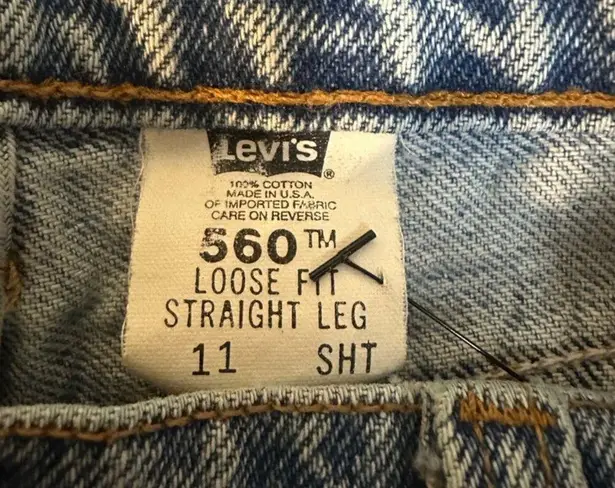 LEVI'S ®
100% COTTON
MADE IN U.S.A.
OF IMPORTED FABRIC
CARE ON REVERSE
560™
LOOSE FIT
STRAIGHT LEG
11 SHT